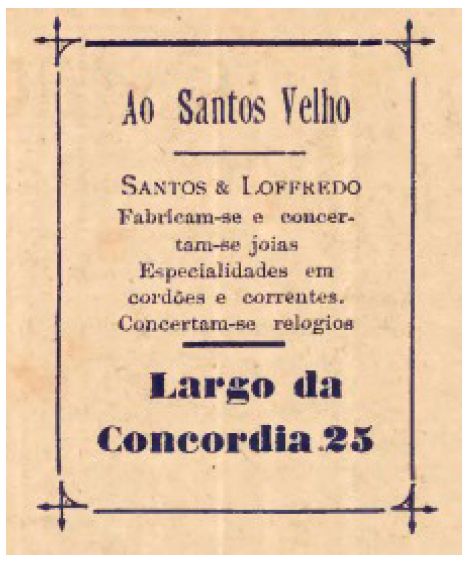 Ao Santos Velho
SANTOS & LOFFREDO
Fabricam-se e concer-
tam-se joias
Especialidades em
cordões e correntes.
Concertam-se relogios
Largo da
Concordia 25